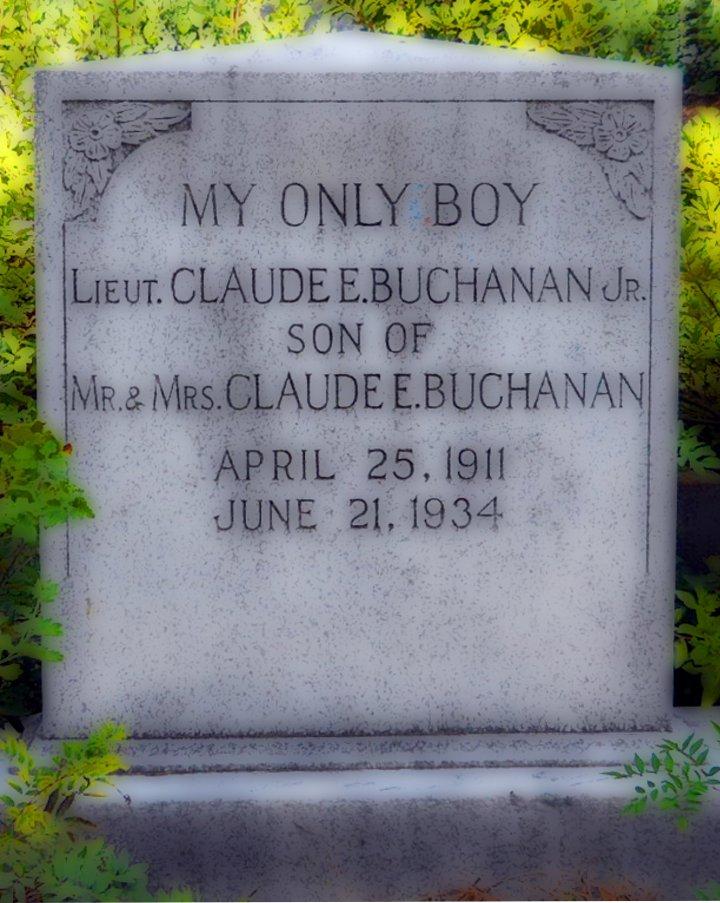 MY ONLY BOY
LIEUT. CLAUDE E. BUCHANAN JR.
SON OF
MR. & MRS. CLAUDE E. BUCHANAN
APRIL 25, 1911
JUNE 21, 1934